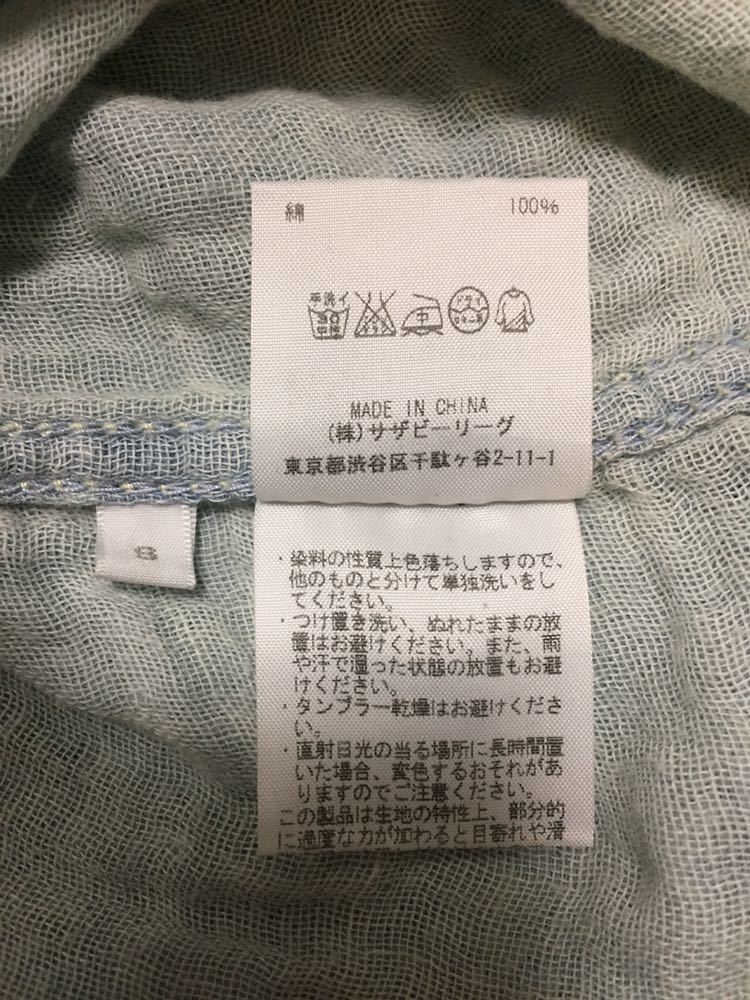 綿 100%
手洗イ
中
ドライ
MADE IN CHINA
(株)サザビーリーグ
東京都渋谷区千駄ヶ谷2-11-1
・染料の性質上色落ちしますので、
他のものと分けて単独洗いをし
てください。
・つけ置き洗い、ぬれたままの放
置はお避けください。また、雨
や汗で湿った状態の放置もお避
けください。
・タンブラー乾燥はお避けくださ
い。
・直射日光の当る場所に長時間置
いた場合、変色するおそれがあ
りますのでご注意ください。
この製品は生地の特性上、部分的
に過度な力が加わると目寄れや滑